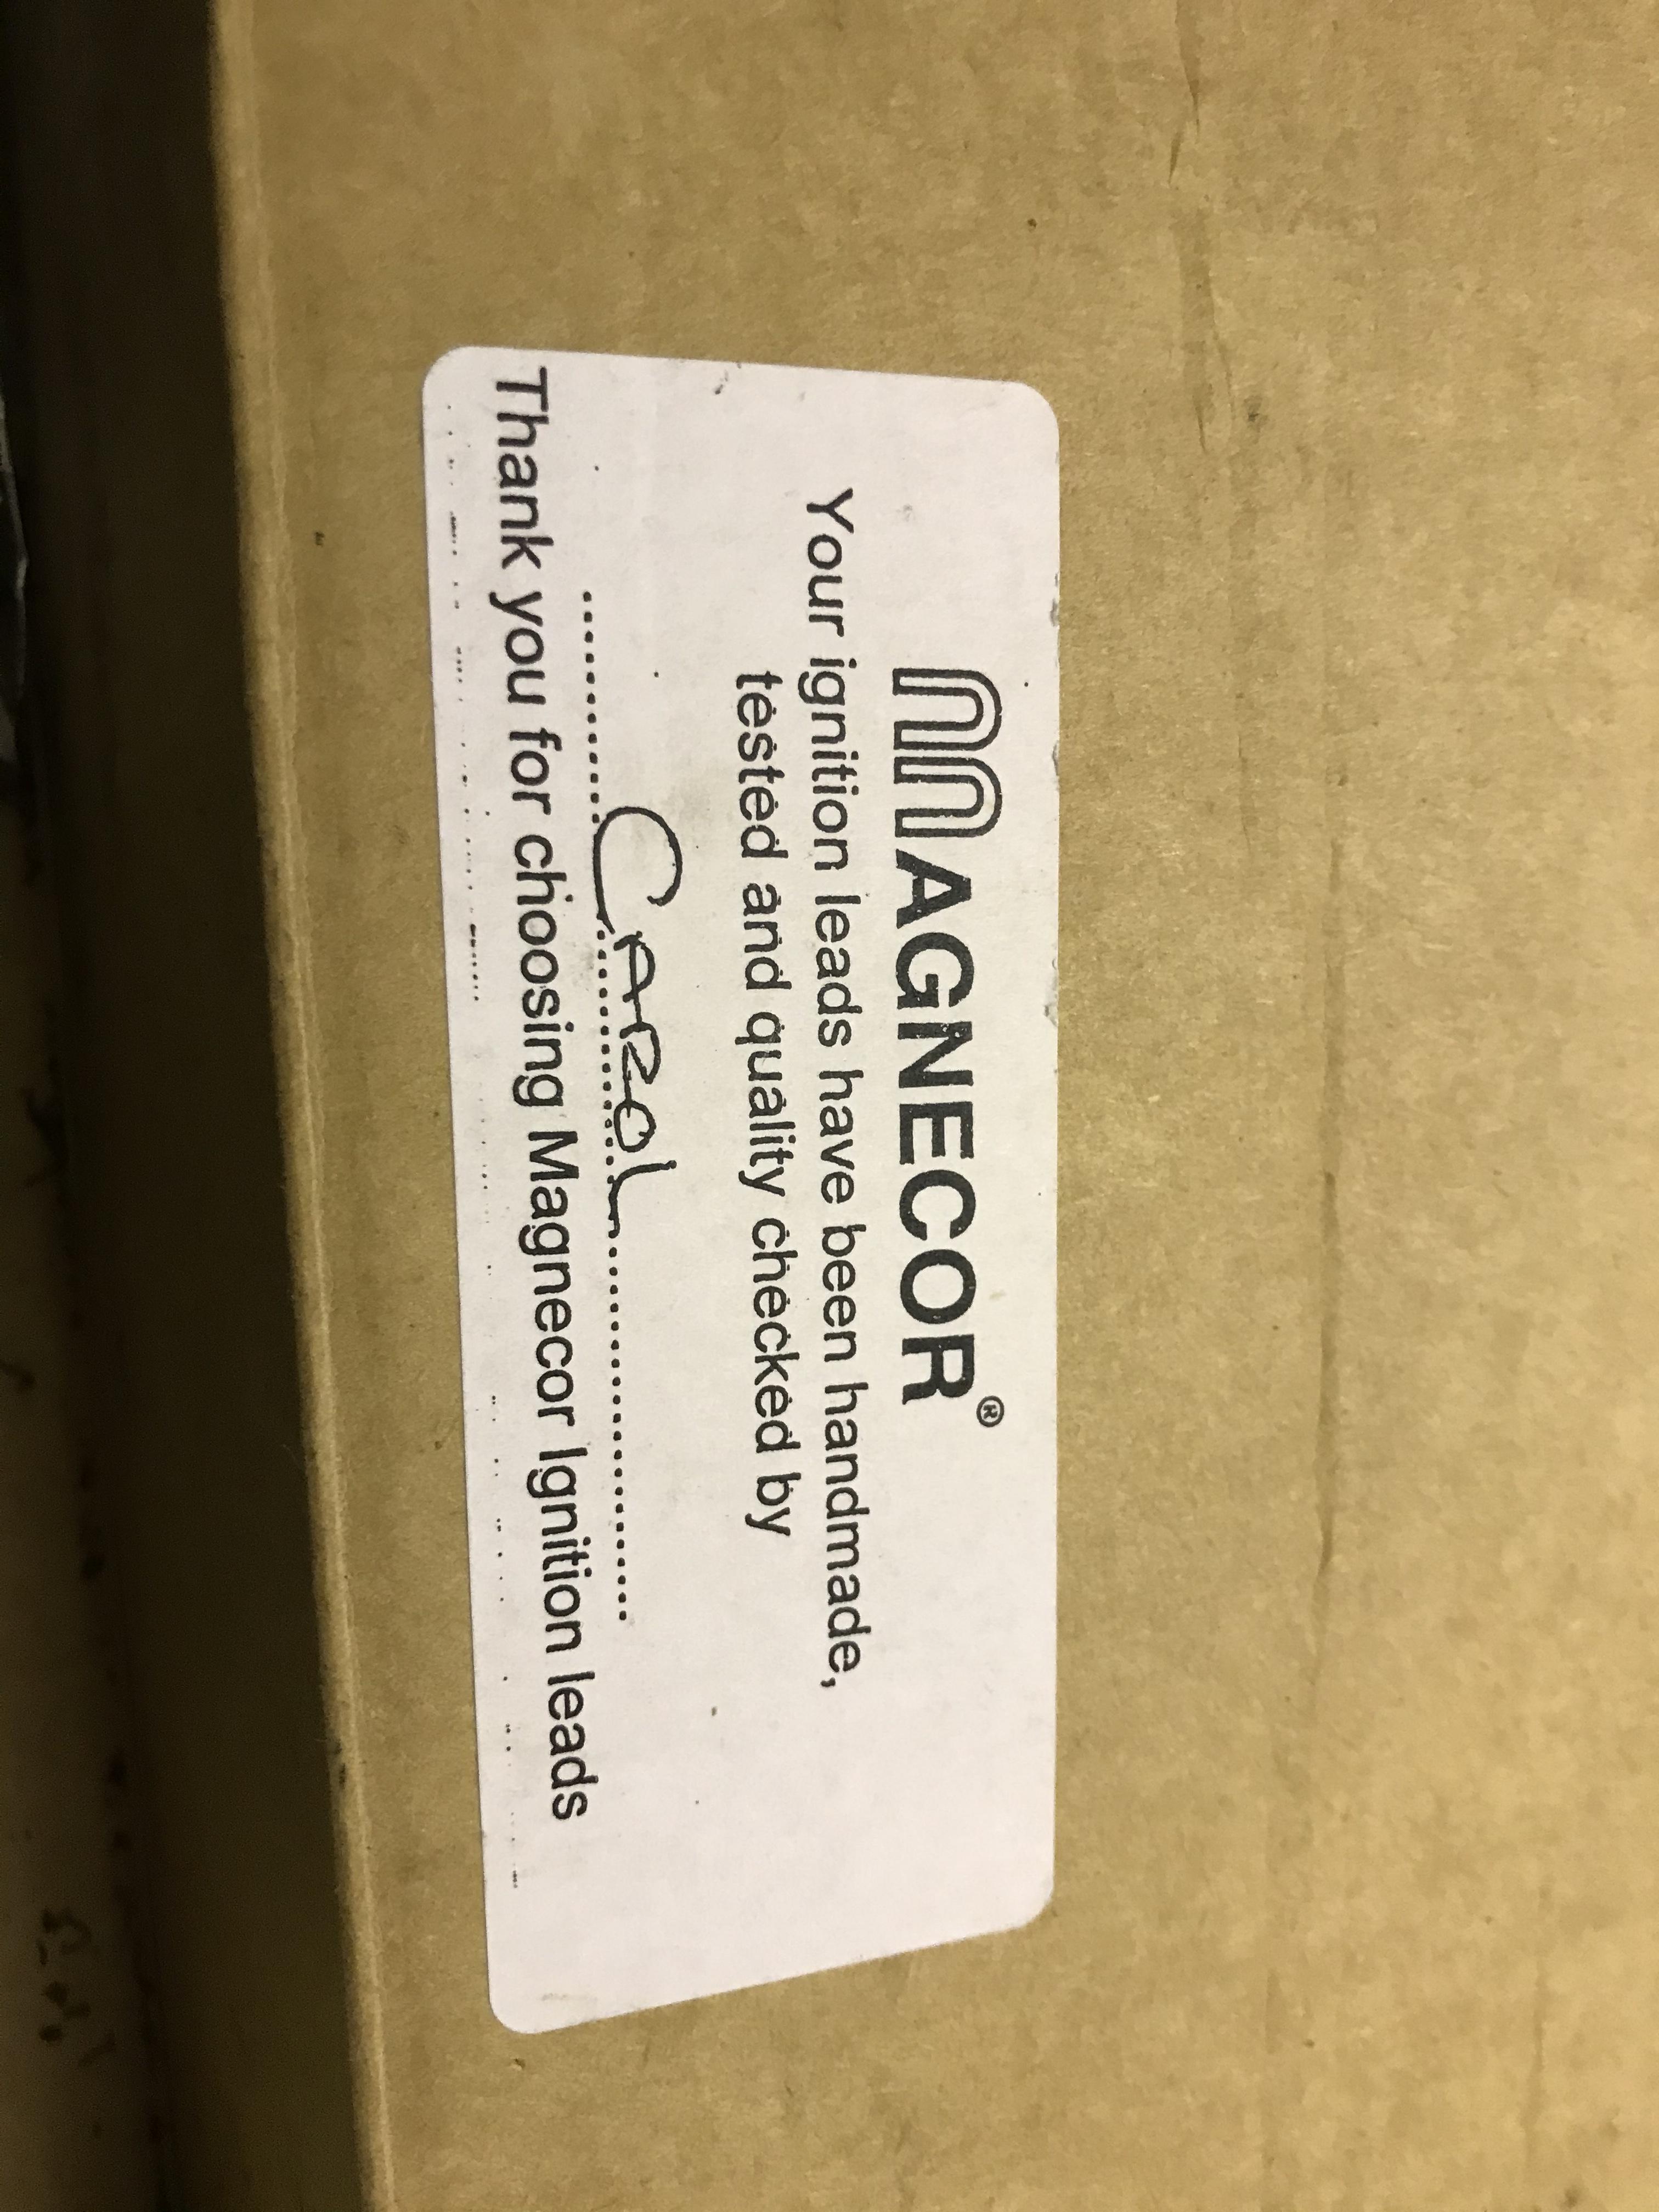 MAGNECOR®
Your ignition leads have been handmade,
tested and quality checked by
..........Carol....................
Thank you for choosing Magnecor Ignition leads